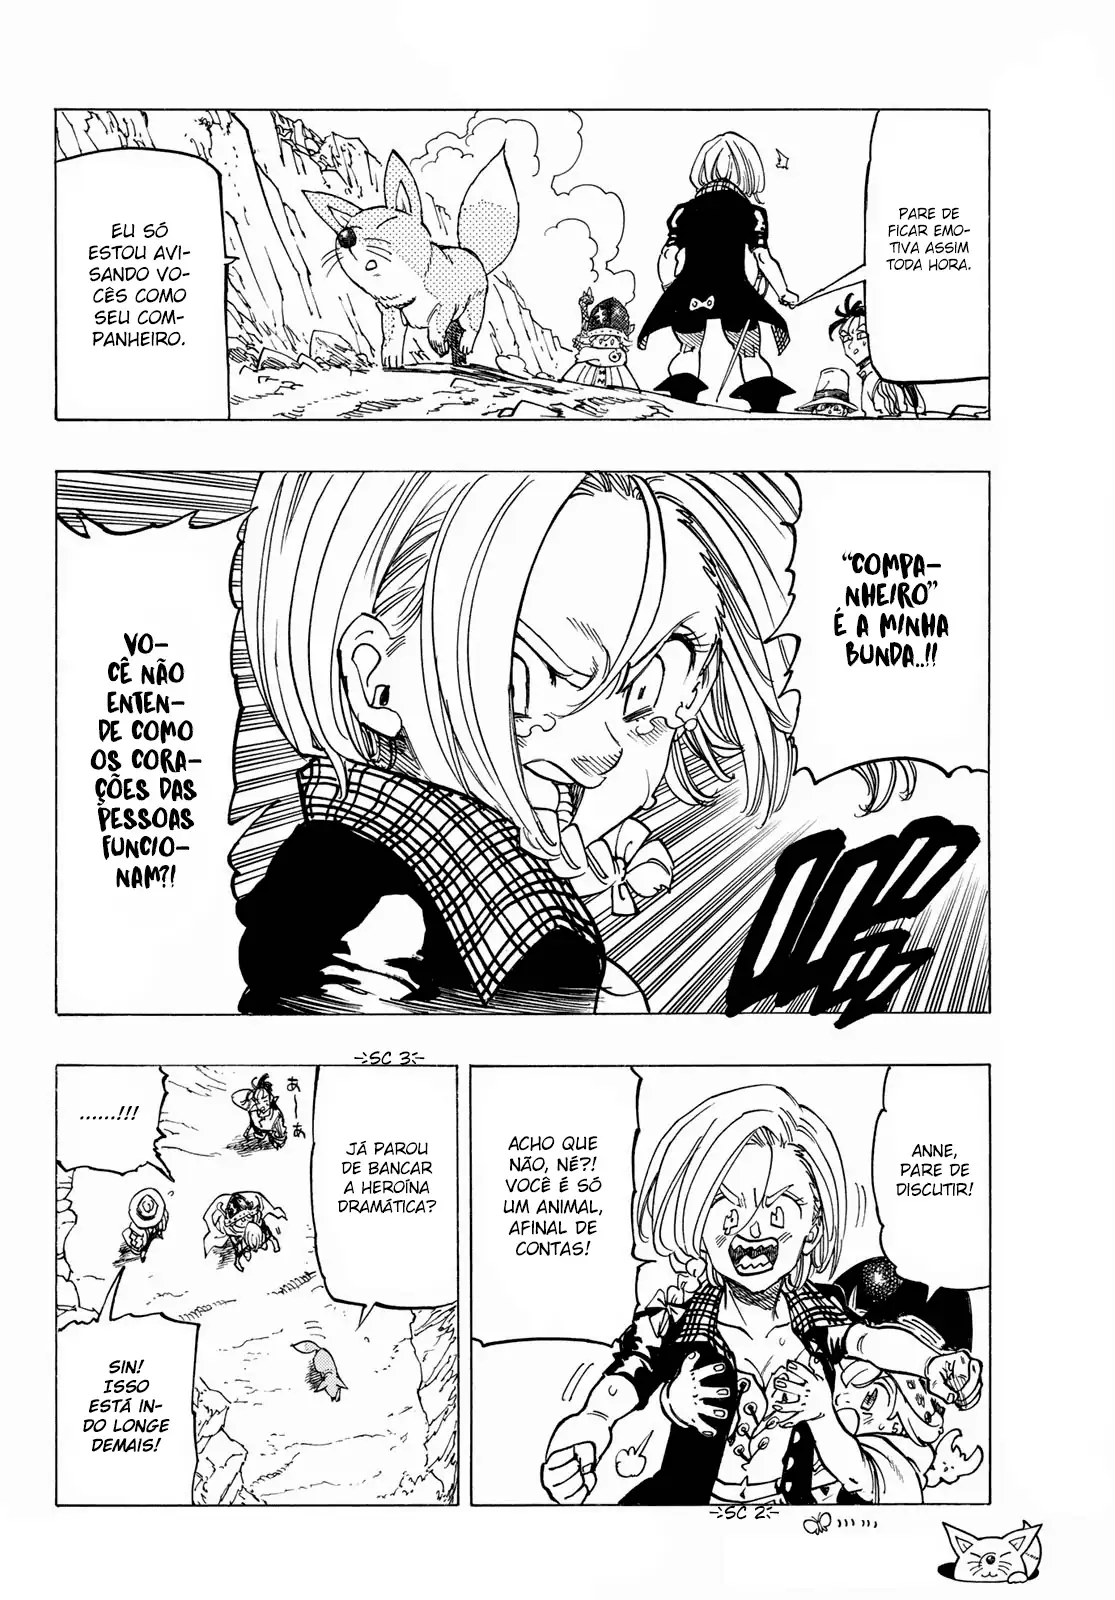 PARE DE
FICAR EMO-
TIVA ASSIM
TODA HORA.
EU SÓ
ESTOU AVI-
SANDO VO-
CÊS COMO
SEU COM-
PANHEIRO.
“COMPA-
NHEIRO”
É A MINHA
BUNDA..!!
VO-
CÊ NÃO
ENTEN-
DE COMO
OS CORA-
ÇÕES DAS
PESSOAS
FUNCIO-
NAM?!
ANNE,
PARE DE
DISCUTIR!
ACHO QUE
NÃO, NÉ?!
VOCÊ É SÓ
UM ANIMAL,
AFINAL DE
CONTAS!
SC 2
SC 3
JÁ PAROU
DE BANCAR
A HEROÍNA
DRAMÁTICA?
あーあ
......!!!
SIN!
ISSO
ESTÁ IN-
DO LONGE
DEMAIS!